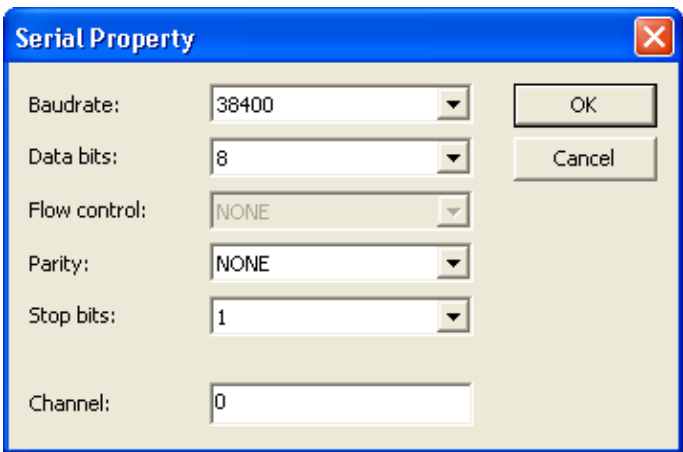 Serial Property
Baudrate: 38400 OK
Data bits: 8 Cancel
Flow control: NONE
Parity: NONE
Stop bits: 1
Channel: 0